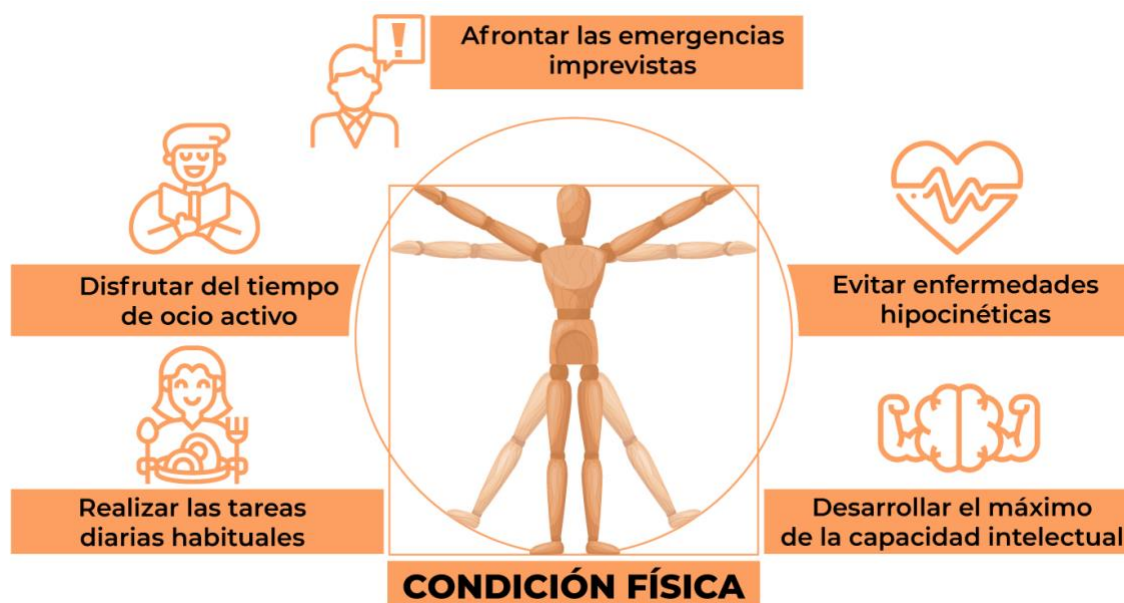 !
Afrontar las emergencias
imprevistas
Disfrutar del tiempo
de ocio activo
Evitar enfermedades
hipocinéticas
Realizar las tareas
diarias habituales
Desarrollar el máximo
de la capacidad intelectual
CONDICIÓN FÍSICA